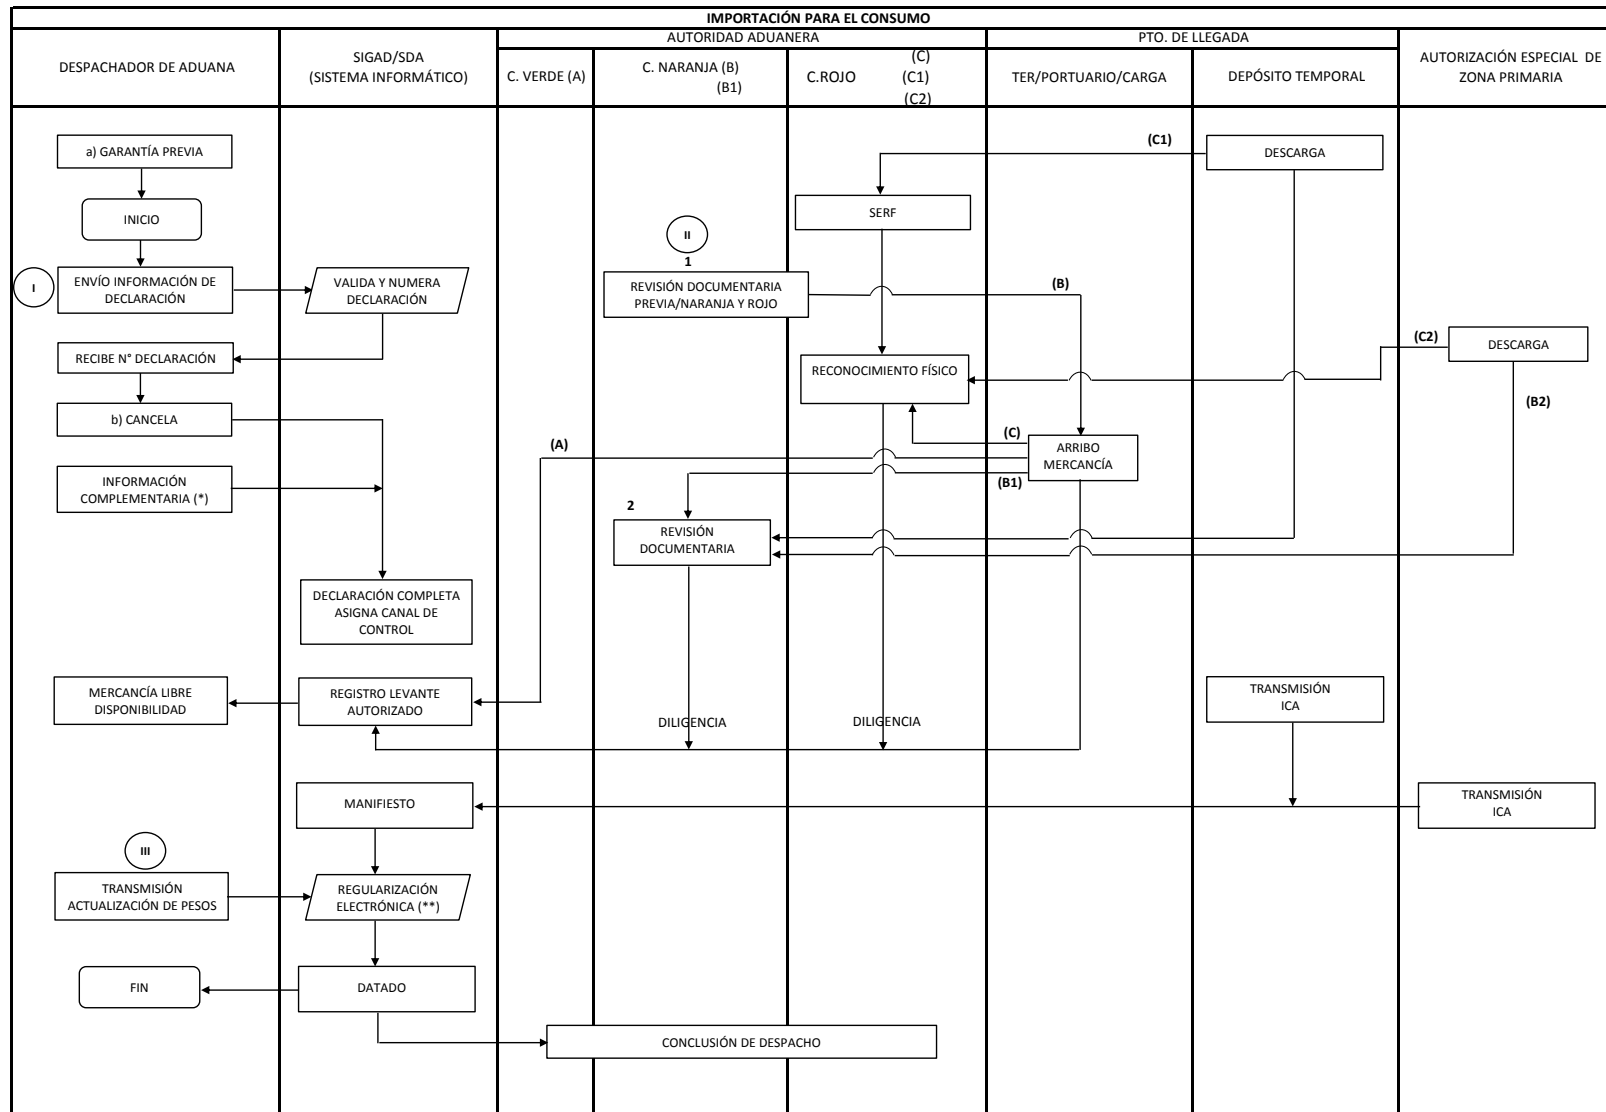 IMPORTACIÓN PARA EL CONSUMO
DESPACHADOR DE ADUANA
SIGAD/SDA
(SISTEMA INFORMÁTICO)
AUTORIDAD ADUANERA
C. VERDE (A)
C. NARANJA (B)
(B1)
C.ROJO
(C)
(C1)
(C2)
PTO. DE LLEGADA
TER/PORTUARIO/CARGA
DEPÓSITO TEMPORAL
AUTORIZACIÓN ESPECIAL DE
ZONA PRIMARIA
a) GARANTÍA PREVIA
(C1)
DESCARGA
INICIO
SERF
II
1
I
ENVÍO INFORMACIÓN DE
DECLARACIÓN
VALIDA Y NUMERA
DECLARACIÓN
REVISIÓN DOCUMENTARIA
PREVIA/NARANJA Y ROJO
(B)
RECIBE N° DECLARACIÓN
RECONOCIMIENTO FÍSICO
(C2)
DESCARGA
(B2)
b) CANCELA
(A)
(C)
ARRIBO
MERCANCÍA
(B1)
INFORMACIÓN
COMPLEMENTARIA (*)
2
REVISIÓN
DOCUMENTARIA
DECLARACIÓN COMPLETA
ASIGNA CANAL DE
CONTROL
MERCANCÍA LIBRE
DISPONIBILIDAD
REGISTRO LEVANTE
AUTORIZADO
DILIGENCIA
DILIGENCIA
TRANSMISIÓN
ICA
MANIFIESTO
TRANSMISIÓN
ICA
III
TRANSMISIÓN
ACTUALIZACIÓN DE PESOS
REGULARIZACIÓN
ELECTRÓNICA (**)
FIN
DATADO
CONCLUSIÓN DE DESPACHO